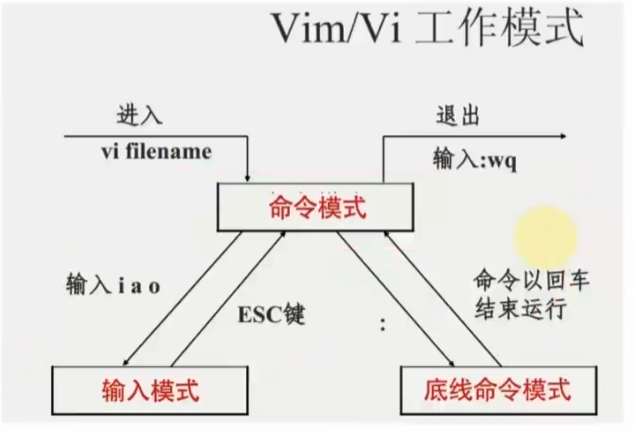 Vim/Vi 工作模式
进入
退出
vi filename
输入:wq
命令模式
输入 i a o
ESC键
:
命令以回车
结束运行
输入模式
底线命令模式